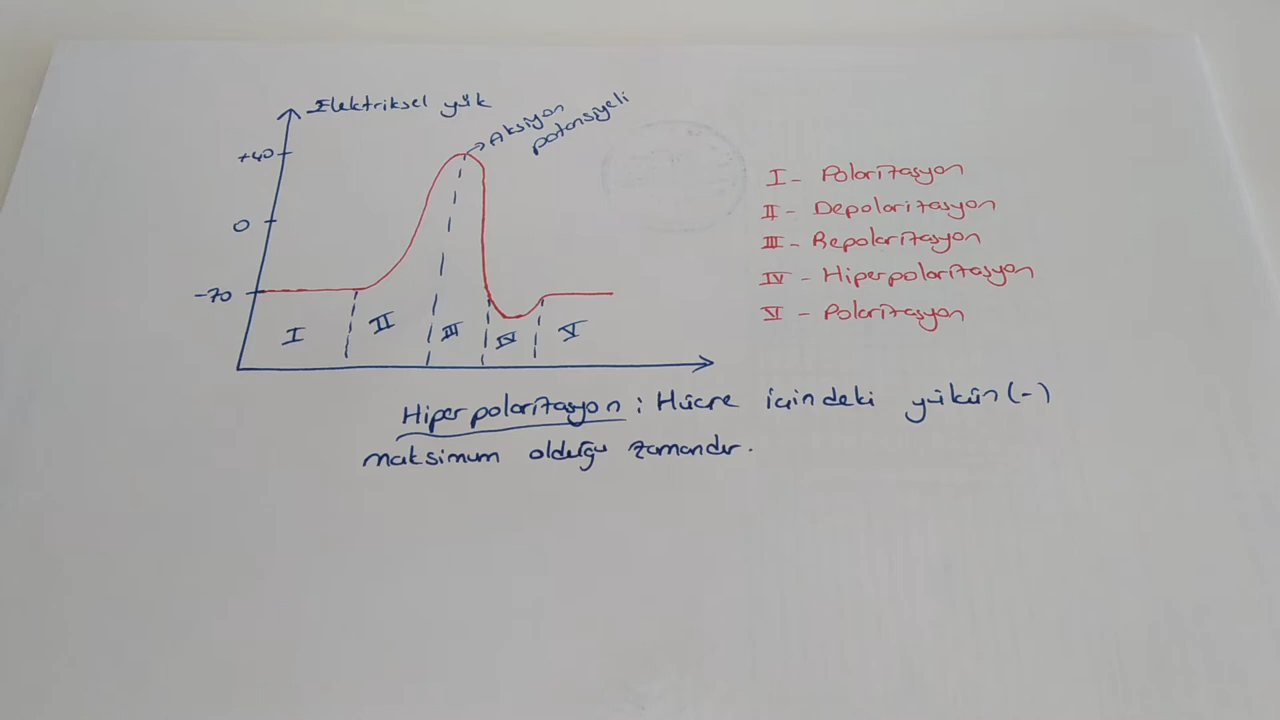 Elektriksel yük
Aksiyon
potansiyeli
+40
0
-70
I
II
III
IV
V
I - Polarizasyon
II - Depolarizasyon
III - Repolarizasyon
IV - Hiperpolarizasyon
V - Polarizasyon
Hiperpolarizasyon : Hücre içindeki yükün (-)
maksimum olduğu zamandır.